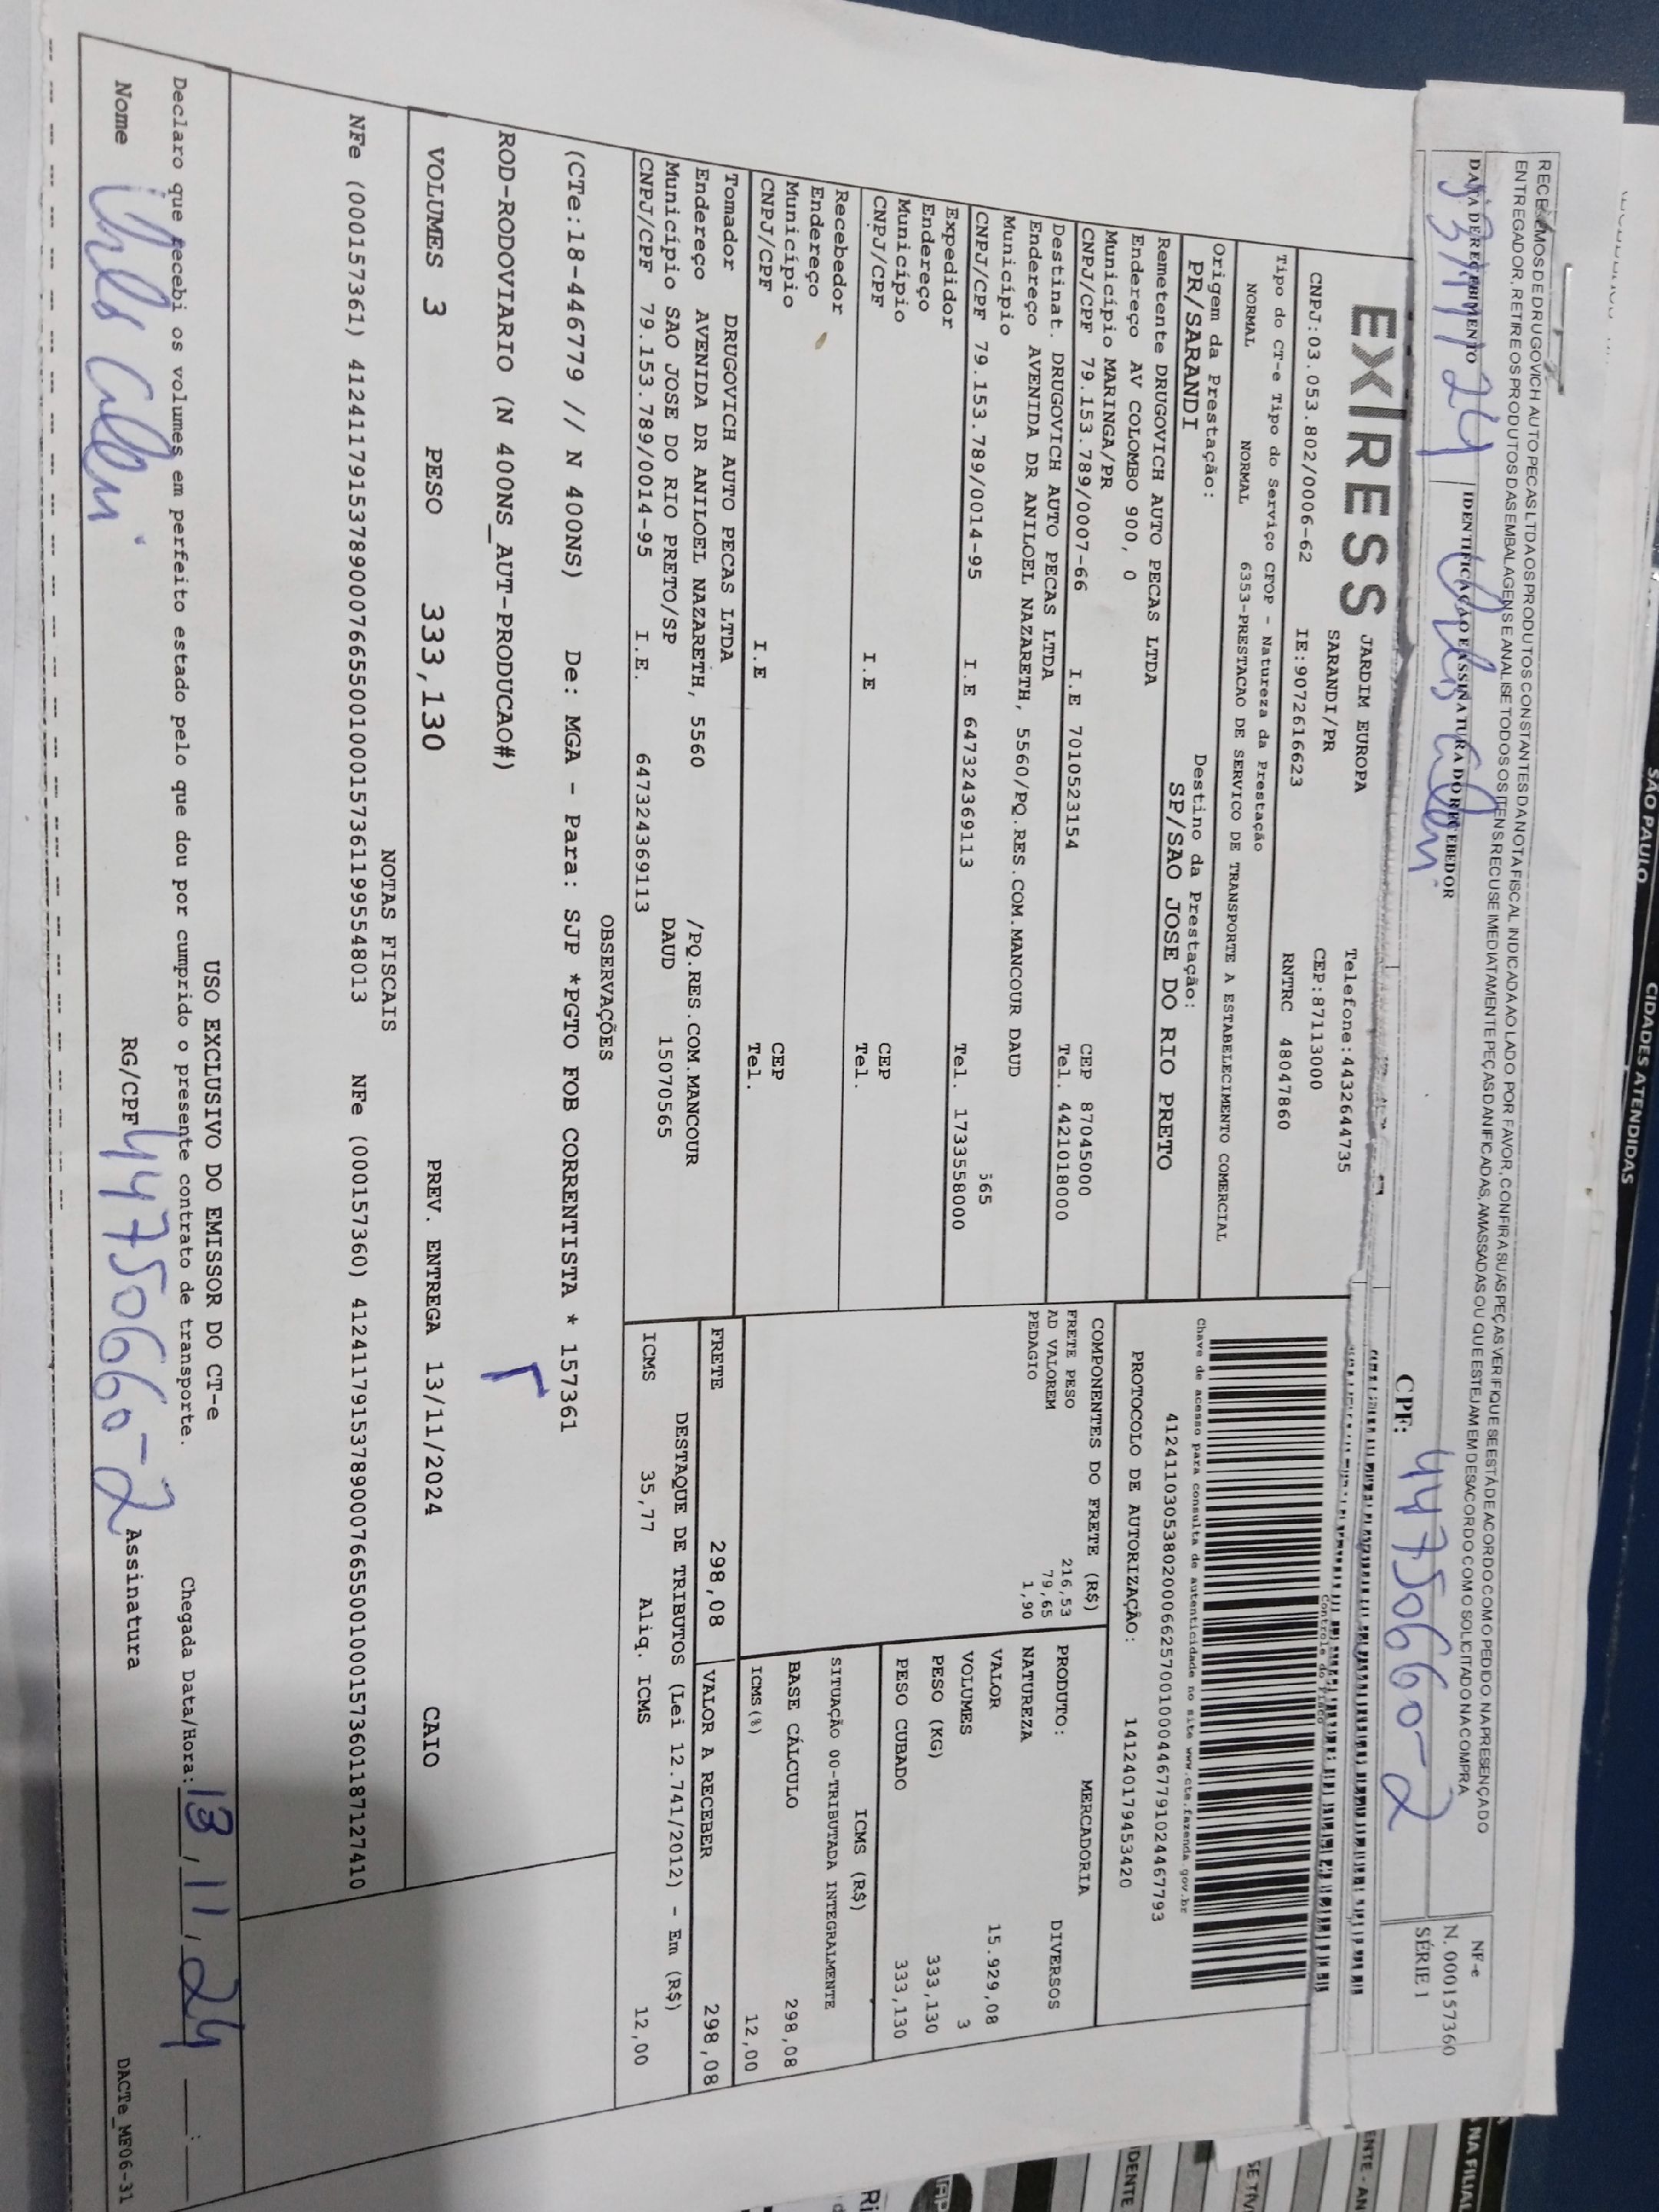 RECEBEMOS DE DRUGOVICH AUTO PECAS LTDA OS PRODUTOS CONSTANTES DA NOTA FISCAL INDICADA AO LADO POR FAVOR, CONFIRA SUAS PEÇAS VERIFIQUE SE ESTÁ DE ACORDO COM O PEDIDO, NA PRESENÇA DO
ENTREGADOR, RETIRE OS PRODUTOS DAS EMBALAGENS E ANALISE TODOS OS ITENS RECUSE IMEDIATAMENTE PEÇAS DANIFICADAS, AMASSADAS OU QUE ESTEJAM EM DESACORDO COM O SOLICITADO NA COMPRA
NF-e
N. 000157360
SÉRIE 1
DATA DE RECEBIMENTO
IDENTIFICAÇÃO E ASSINATURA DO RECEBEDOR
CPF: 44750660-2
EXPRESS
JARDIM EUROPA
SARANDI/PR
Telefone:4432644735
CEP:87113000
CNPJ:03.053.802/0006-62 IE:9072616623 RNTRC 48047860
Controle do Fisco
Tipo do CT-e Tipo do Serviço CFOP - Natureza da Prestação
NORMAL NORMAL 6353-PRESTACAO DE SERVICO DE TRANSPORTE A ESTABELECIMENTO COMERCIAL
Chave de acesso para consulta de autenticidade no site www.cte.fazenda.gov.br
41241103053802000662570010004467791024467793
Origem da Prestação: Destino da Prestação:
PR/SARANDI SP/SAO JOSE DO RIO PRETO
PROTOCOLO DE AUTORIZAÇÃO: 141240179453420
Remetente DRUGOVICH AUTO PECAS LTDA
Endereço AV COLOMBO 900, 0
Município MARINGA/PR CEP 87045000
CNPJ/CPF 79.153.789/0007-66 I.E 7010523154 Tel. 4421018000
Destinat. DRUGOVICH AUTO PECAS LTDA
Endereço AVENIDA DR ANILOEL NAZARETH, 5560/PQ.RES.COM.MANCOUR DAUD
Município 565
CNPJ/CPF 79.153.789/0014-95 I.E 647324369113 Tel. 1733558000
Expedidor
Endereço
Município CEP
CNPJ/CPF I.E Tel.
Recebedor
Endereço
Município CEP
CNPJ/CPF I.E Tel.
Tomador DRUGOVICH AUTO PECAS LTDA
Endereço AVENIDA DR ANILOEL NAZARETH, 5560 /PQ.RES.COM.MANCOUR
Município SAO JOSE DO RIO PRETO/SP DAUD 15070565
CNPJ/CPF 79.153.789/0014-95 I.E. 647324369113
COMPONENTES DO FRETE (R$)
FRETE PESO 216,53
AD VALOREM 79,65
PEDAGIO 1,90
MERCADORIA
PRODUTO: DIVERSOS
NATUREZA
VALOR 15.929,08
VOLUMES 3
PESO (KG) 333,130
PESO CUBADO 333,130
ICMS (R$)
SITUAÇÃO 00-TRIBUTADA INTEGRALMENTE
BASE CÁLCULO 298,08
ICMS(%) 12,00
FRETE 298,08 VALOR A RECEBER 298,08
DESTAQUE DE TRIBUTOS (Lei 12.741/2012) - Em (R$)
ICMS 35,77 Aliq. ICMS 12,00
OBSERVAÇÕES
(CTe:18-446779 // N 400NS) De: MGA - Para: SJP *PGTO FOB CORRENTISTA * 157361
ROD-RODOVIARIO (N 400NS_AUT-PRODUCAO#)
VOLUMES 3 PESO 333,130 PREV. ENTREGA 13/11/2024 CAIO
NOTAS FISCAIS
NFe (000157361) 41241179153789000766550010001573611995548013 NFe (000157360) 41241179153789000766550010001573601187127410
USO EXCLUSIVO DO EMISSOR DO CT-e
Declaro que recebi os volumes em perfeito estado pelo que dou por cumprido o presente contrato de transporte. Chegada Data/Hora: 13/11/24 __:__
Nome RG/CPF 44750660-2 Assinatura
DACTe_MF06-31
SÃO PAULO
CIDADES ATENDIDAS
NA FILIAL